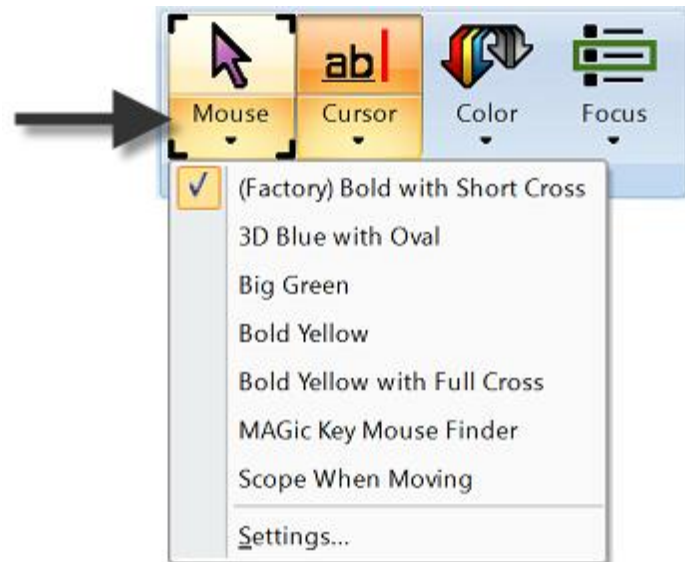 ab
Mouse Cursor Color Focus
(Factory) Bold with Short Cross
3D Blue with Oval
Big Green
Bold Yellow
Bold Yellow with Full Cross
MAGic Key Mouse Finder
Scope When Moving
Settings...